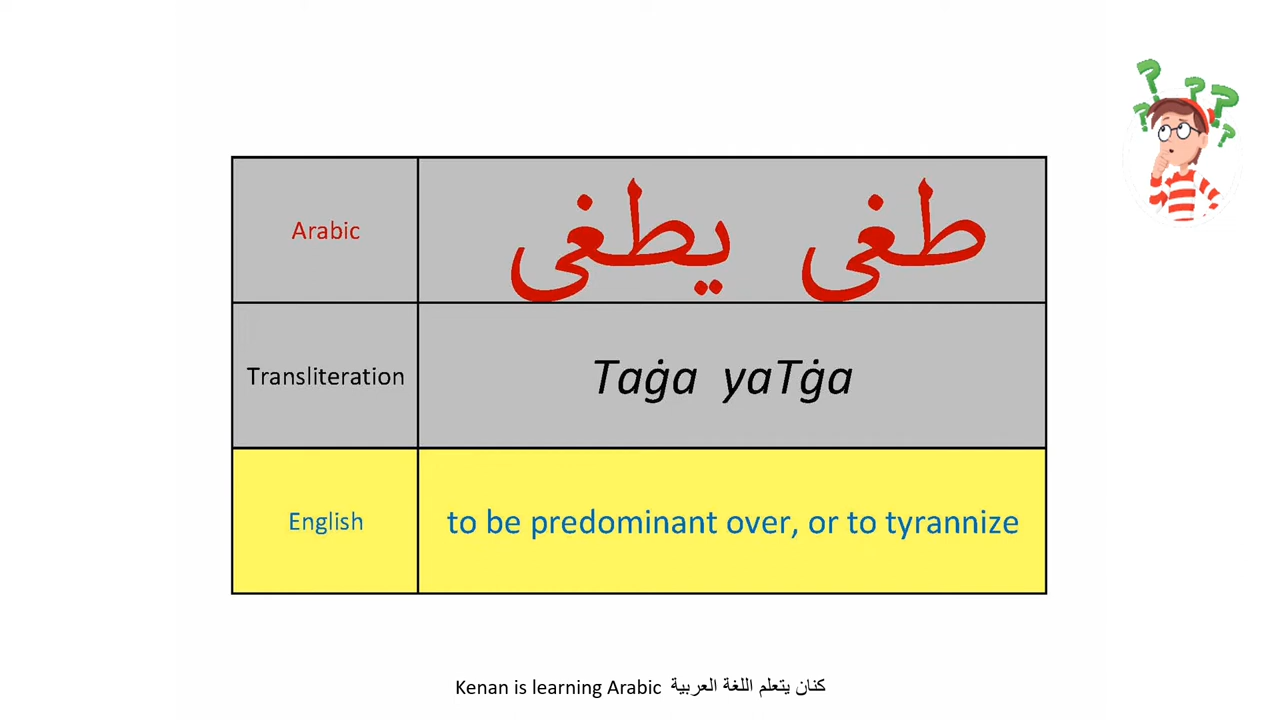 Arabic
طغى يطغى
Transliteration
Taġa yaTġa
English
to be predominant over, or to tyrannize
Kenan is learning Arabic كنان يتعلم اللغة العربية